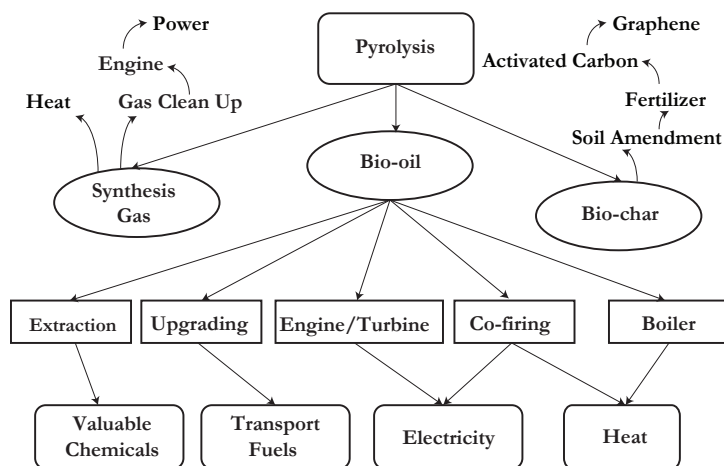 Power
Graphene
Pyrolysis
Engine
Activated Carbon
Heat
Gas Clean Up
Fertilizer
Soil Amendment
Bio-oil
Synthesis
Gas
Bio-char
Extraction
Upgrading
Engine/Turbine
Co-firing
Boiler
Valuable
Chemicals
Transport
Fuels
Electricity
Heat